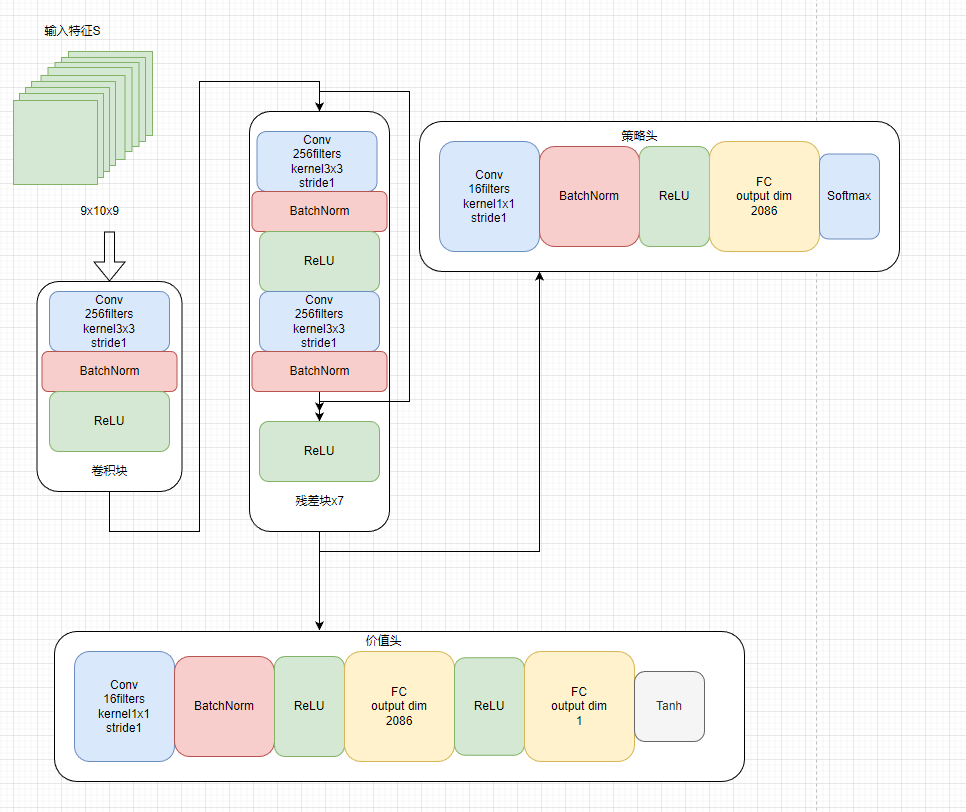 输入特征S
9x10x9
Conv
256filters
kernel3x3
stride1
BatchNorm
ReLU
卷积块
Conv
256filters
kernel3x3
stride1
BatchNorm
ReLU
Conv
256filters
kernel3x3
stride1
BatchNorm
ReLU
残差块x7
策略头
Conv
16filters
kernel1x1
stride1
BatchNorm
ReLU
FC
output dim
2086
Softmax
价值头
Conv
16filters
kernel1x1
stride1
BatchNorm
ReLU
FC
output dim
2086
ReLU
FC
output dim
1
Tanh